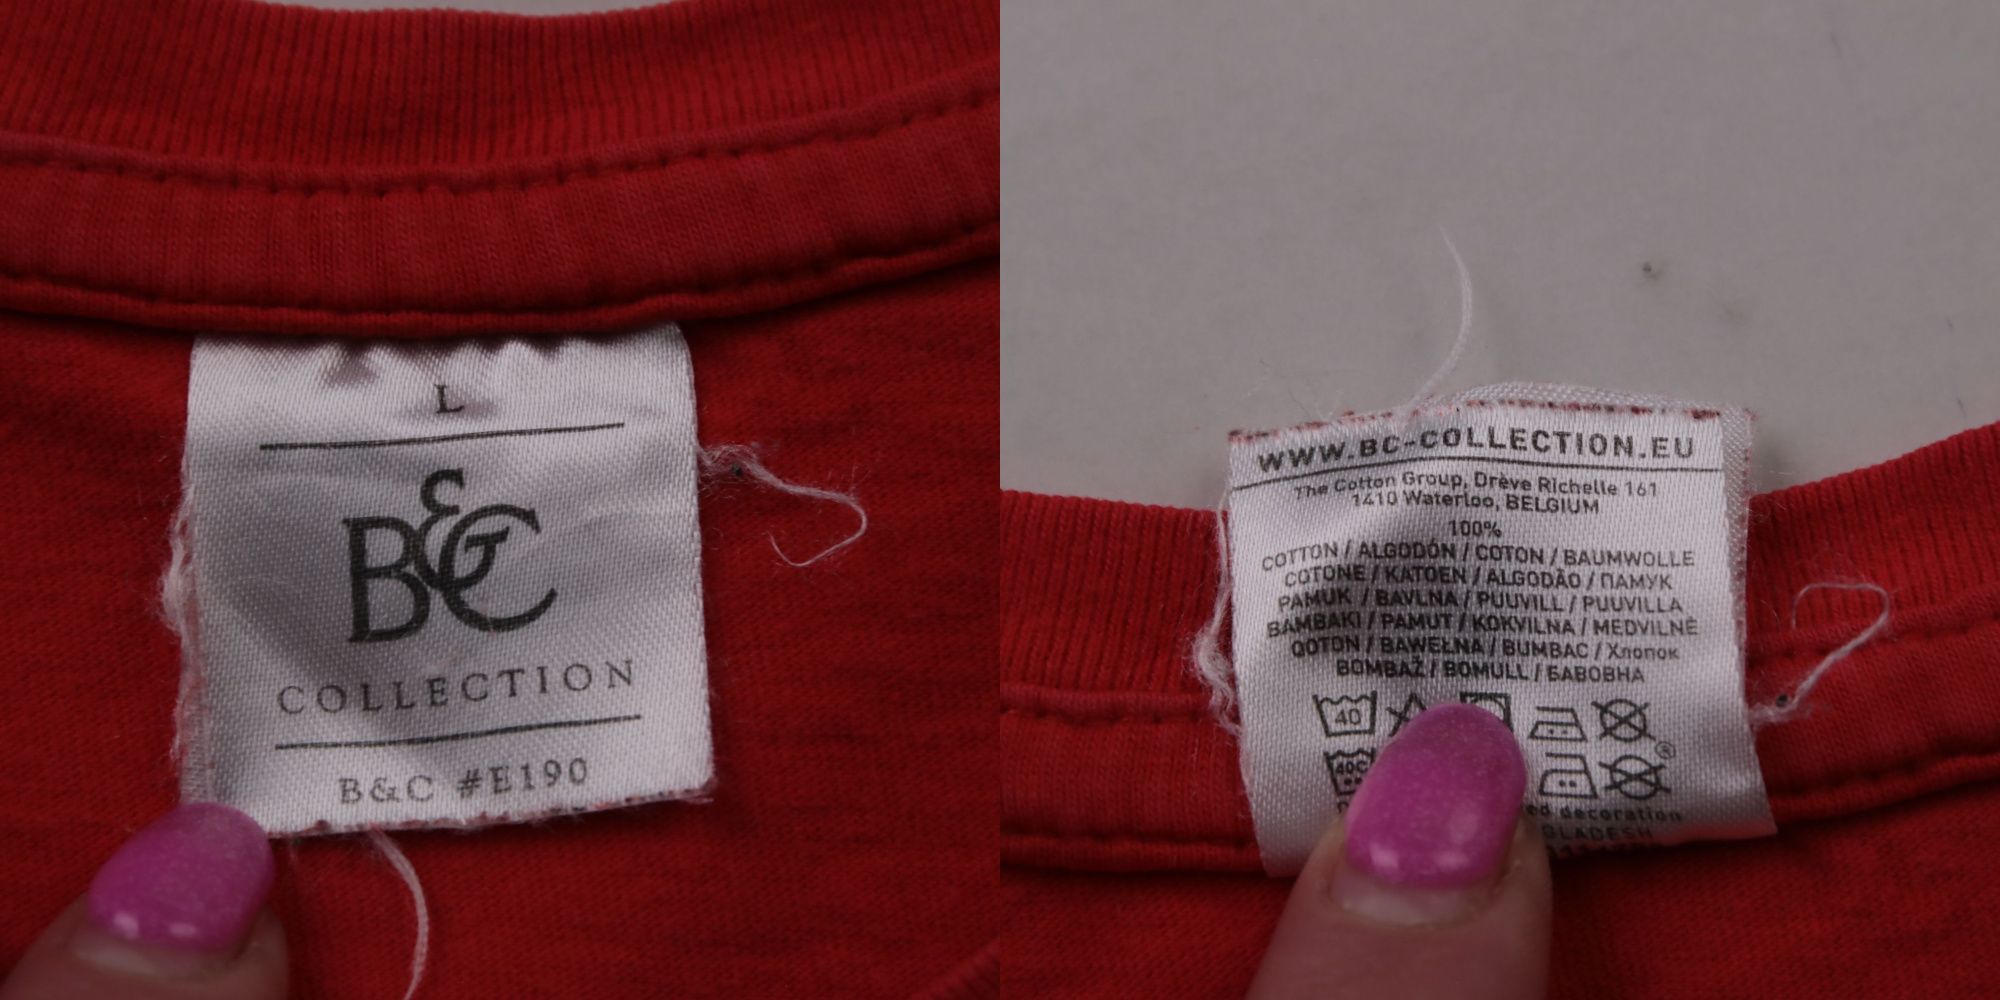 L
B&C
COLLECTION
B&C #E190
WWW.BC-COLLECTION.EU
The Cotton Group, Drève Richelle 161
1410 Waterloo, BELGIUM
100%
COTTON / ALGODÓN / COTON / BAUMWOLLE
COTONE / KATOEN / ALGODÃO / ПАМУК
PAMUK / BAVLNA / PUUVILL / PUUVILLA
BAMBAKI / PAMUT / KOKVILNA / MEDVILNĖ
QOTON / BAWEŁNA / BUMBAC / Хлопок
BOMBAŽ / BOMULL / БАВОВНА
40
40C
®
decoration